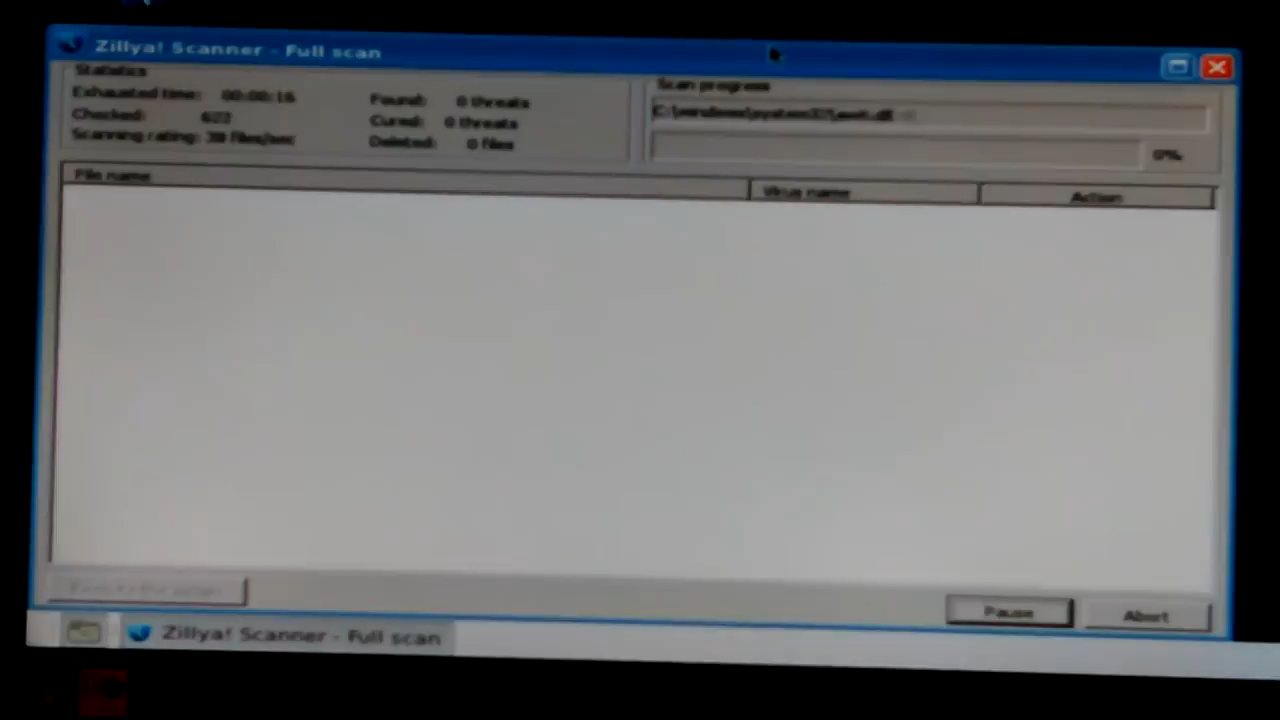 Zillya! Scanner - Full scan
Statistics
Exhausted time: 00:00:16
Checked: 623
Scanning rating: 38 files/sec
Found: 0 threats
Cured: 0 threats
Deleted: 0 files
Scan progress
0%
File name
Virus name
Action
Pause
Abort
Zillya! Scanner - Full scan